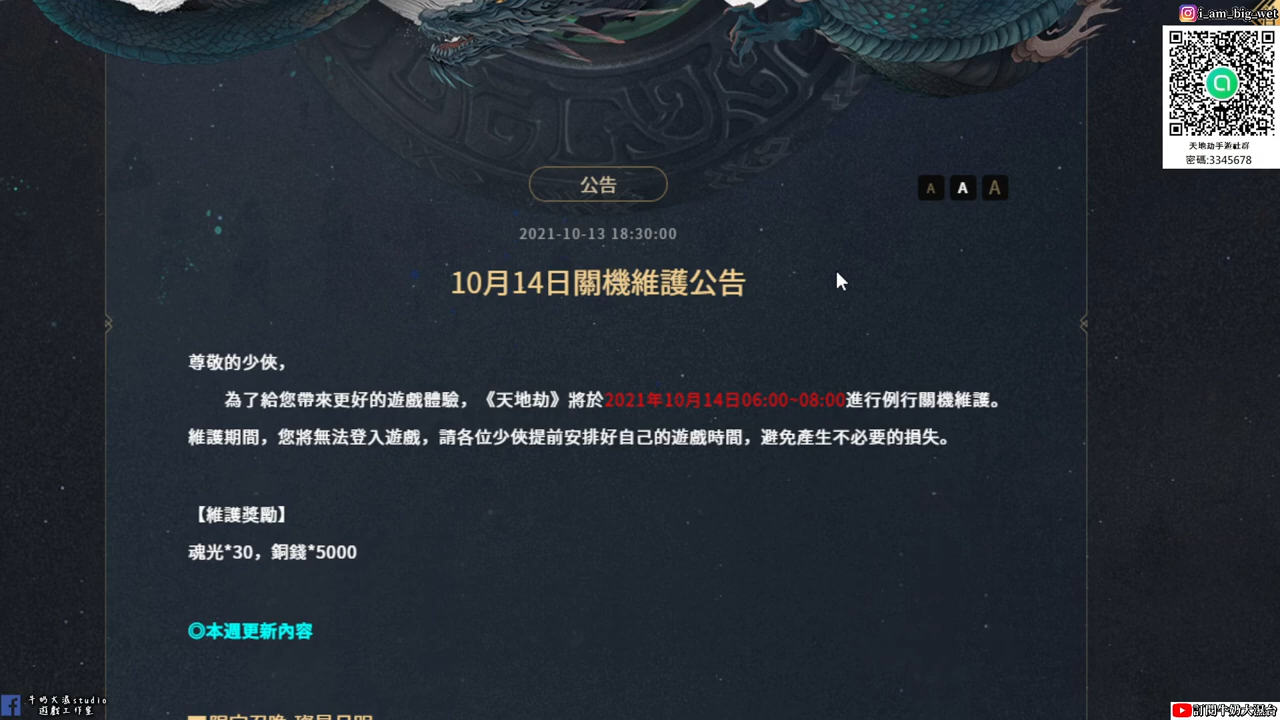 i_am_big_wet
天地劫手遊社群
密碼:3345678
公告
A A A
2021-10-13 18:30:00
10月14日關機維護公告
尊敬的少俠，
為了給您帶來更好的遊戲體驗，《天地劫》將於2021年10月14日06:00~08:00進行例行關機維護。
維護期間，您將無法登入遊戲，請各位少俠提前安排好自己的遊戲時間，避免產生不必要的損失。
【維護獎勵】
魂光*30，銅錢*5000
◎本週更新內容
牛奶大濕studio
遊戲工作室
訂閱牛奶大濕台